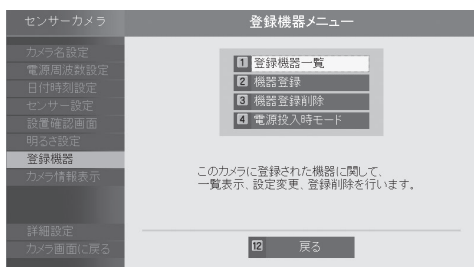 センサーカメラ
登録機器メニュー
カメラ名設定
電源周波数設定
日付時刻設定
センサー設定
設置確認画面
明るさ設定
登録機器
カメラ情報表示
詳細設定
カメラ画面に戻る
1 登録機器一覧
2 機器登録
3 機器登録削除
4 電源投入時モード
このカメラに登録された機器に関して、
一覧表示、設定変更、登録削除を行います。
12 戻る